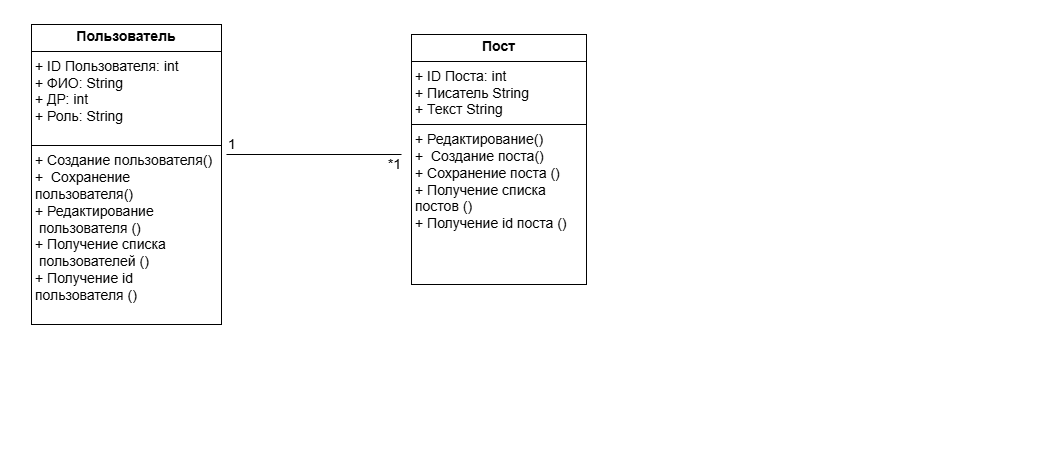 Пользователь
+ ID Пользователя: int
+ ФИО: String
+ ДР: int
+ Роль: String
+ Создание пользователя()
+  Сохранение
пользователя()
+ Редактирование
пользователя ()
+ Получение списка
пользователей ()
+ Получение id
пользователя ()
1
*1
Пост
+ ID Поста: int
+ Писатель String
+ Текст String
+ Редактирование()
+  Создание поста()
+ Сохранение поста ()
+ Получение списка
постов ()
+ Получение id поста ()